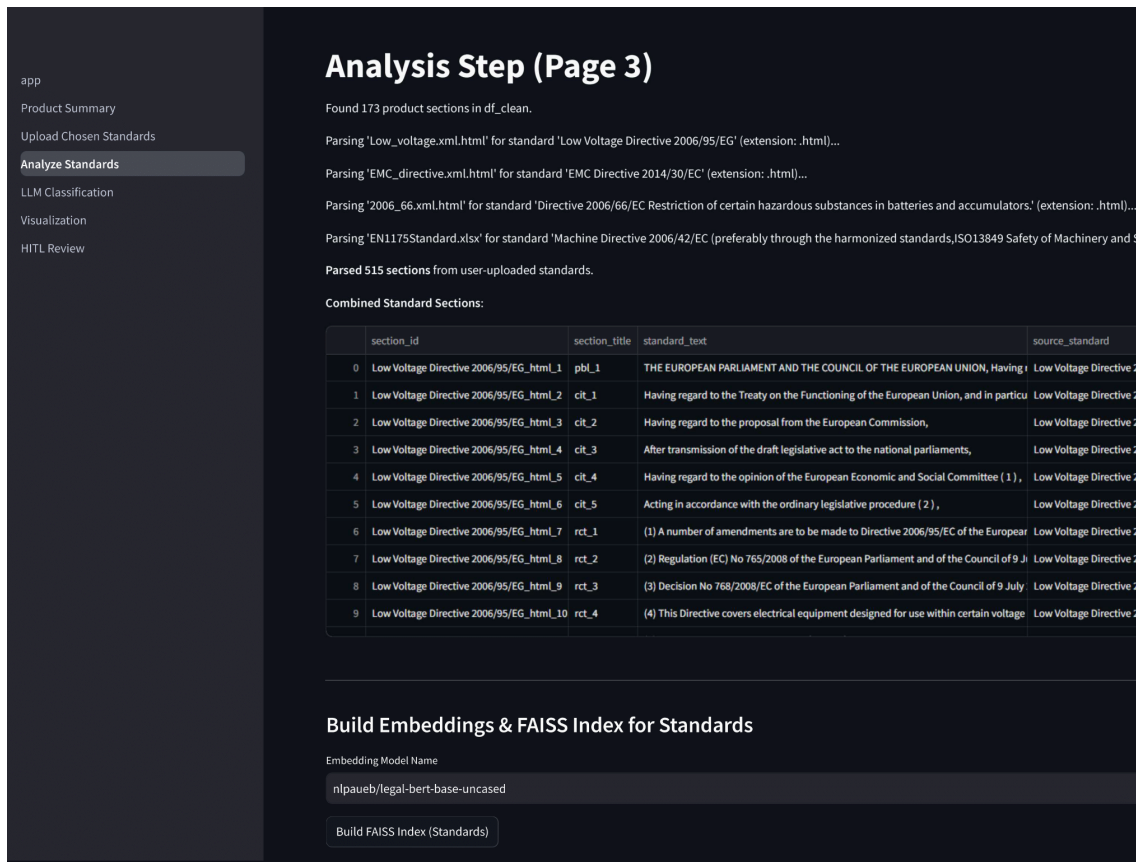 app
Product Summary
Upload Chosen Standards
Analyze Standards
LLM Classification
Visualization
HITL Review
Analysis Step (Page 3)
Found 173 product sections in df_clean.
Parsing 'Low_voltage.xml.html' for standard 'Low Voltage Directive 2006/95/EG' (extension: .html)...
Parsing 'EMC_directive.xml.html' for standard 'EMC Directive 2014/30/EC' (extension: .html)...
Parsing '2006_66.xml.html' for standard 'Directive 2006/66/EC Restriction of certain hazardous substances in batteries and accumulators.' (extension: .html)...
Parsing 'EN1175Standard.xlsx' for standard 'Machine Directive 2006/42/EC (preferably through the harmonized standards,ISO13849 Safety of Machinery and
Parsed 515 sections from user-uploaded standards.
Combined Standard Sections:
section_id section_title standard_text source_standard
0 Low Voltage Directive 2006/95/EG_html_1 pbl_1 THE EUROPEAN PARLIAMENT AND THE COUNCIL OF THE EUROPEAN UNION, Having Low Voltage Directive
1 Low Voltage Directive 2006/95/EG_html_2 cit_1 Having regard to the Treaty on the Functioning of the European Union, and in particu Low Voltage Directive
2 Low Voltage Directive 2006/95/EG_html_3 cit_2 Having regard to the proposal from the European Commission, Low Voltage Directive
3 Low Voltage Directive 2006/95/EG_html_4 cit_3 After transmission of the draft legislative act to the national parliaments, Low Voltage Directive
4 Low Voltage Directive 2006/95/EG_html_5 cit_4 Having regard to the opinion of the European Economic and Social Committee ( 1 ) , Low Voltage Directive
5 Low Voltage Directive 2006/95/EG_html_6 cit_5 Acting in accordance with the ordinary legislative procedure ( 2 ) , Low Voltage Directive
6 Low Voltage Directive 2006/95/EG_html_7 rct_1 (1) A number of amendments are to be made to Directive 2006/95/EC of the European Low Voltage Directive
7 Low Voltage Directive 2006/95/EG_html_8 rct_2 (2) Regulation (EC) No 765/2008 of the European Parliament and of the Council of 9 Low Voltage Directive
8 Low Voltage Directive 2006/95/EG_html_9 rct_3 (3) Decision No 768/2008/EC of the European Parliament and of the Council of 9 July Low Voltage Directive
9 Low Voltage Directive 2006/95/EG_html_10 rct_4 (4) This Directive covers electrical equipment designed for use within certain voltage Low Voltage Directive
Build Embeddings & FAISS Index for Standards
Embedding Model Name
nlpaueb/legal-bert-base-uncased
Build FAISS Index (Standards)